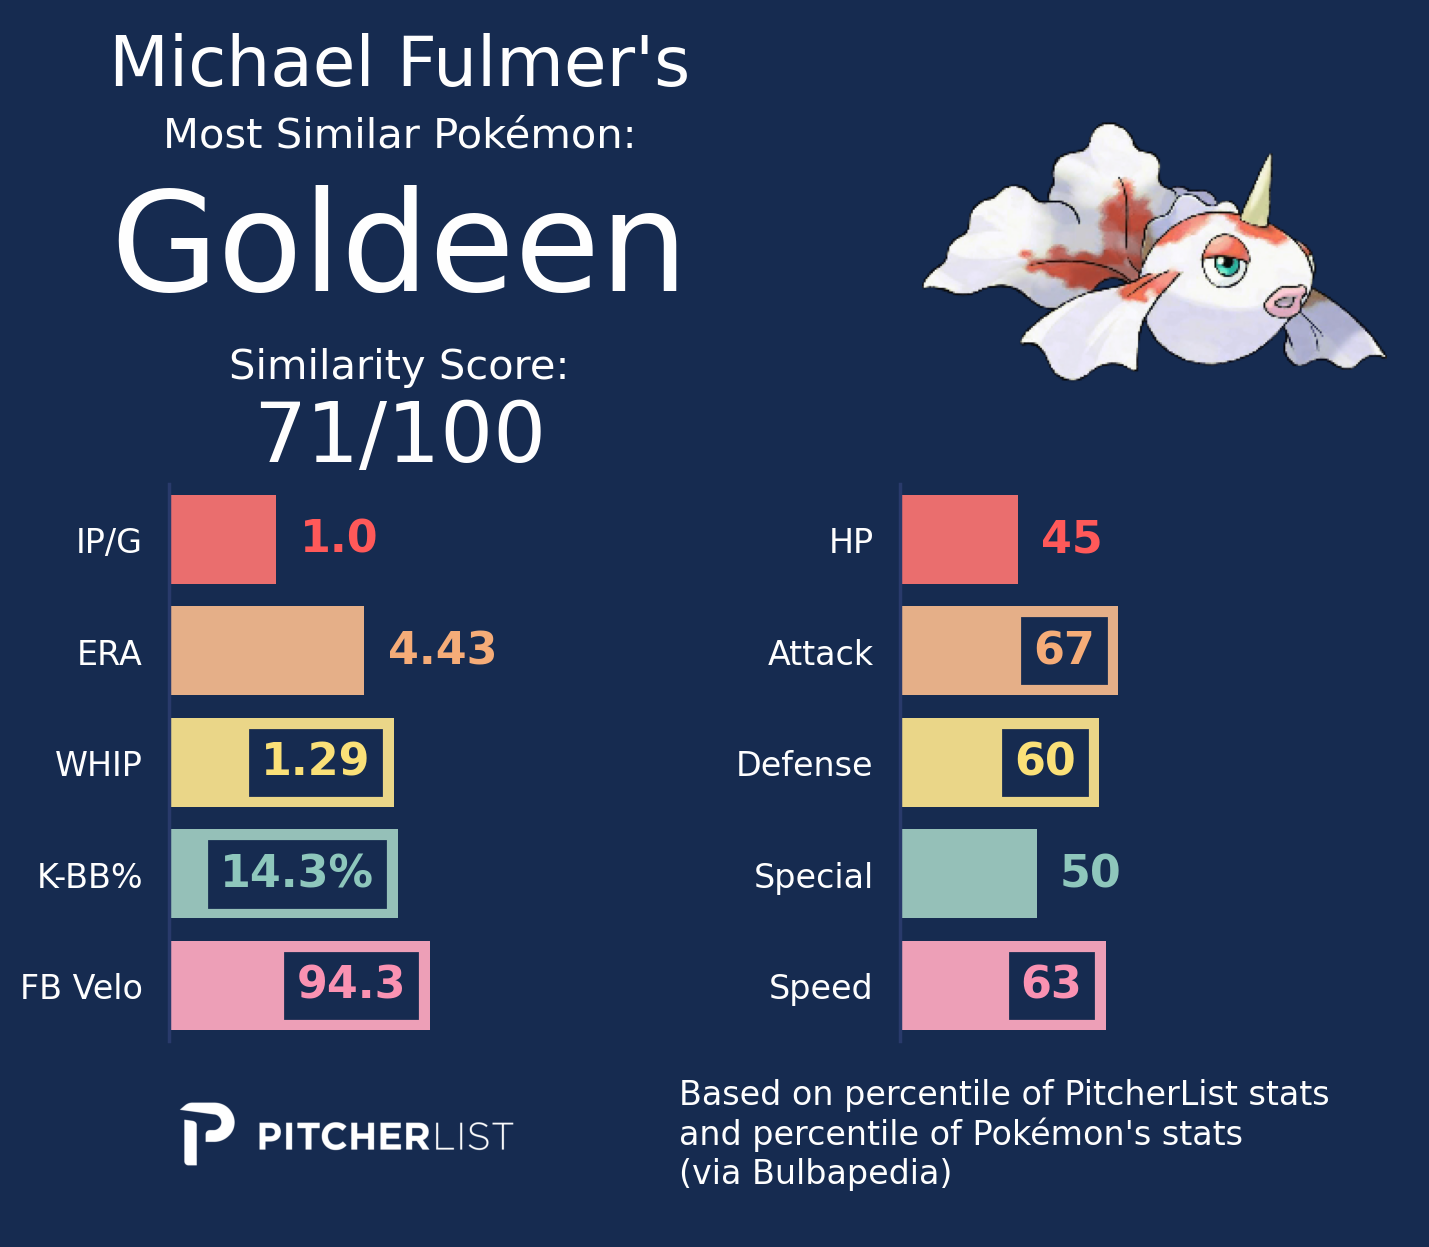 Michael Fulmer's
Most Similar Pokémon:
Goldeen
Similarity Score:
71/100
IP/G 1.0
ERA 4.43
WHIP 1.29
K-BB% 14.3%
FB Velo 94.3
HP 45
Attack 67
Defense 60
Special 50
Speed 63
PITCHERLIST
Based on percentile of PitcherList stats
and percentile of Pokémon's stats
(via Bulbapedia)